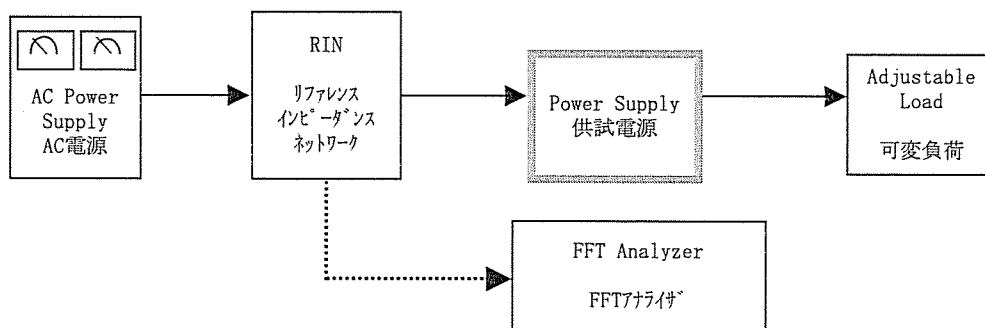 AC Power
Supply
AC電源
RIN
ﾘﾌｧﾚﾝｽ
ｲﾝﾋﾟｰﾀﾞﾝｽ
ﾈｯﾄﾜｰｸ
Power Supply
供試電源
Adjustable
Load
可変負荷
FFT Analyzer
FFTｱﾅﾗｲｻﾞ